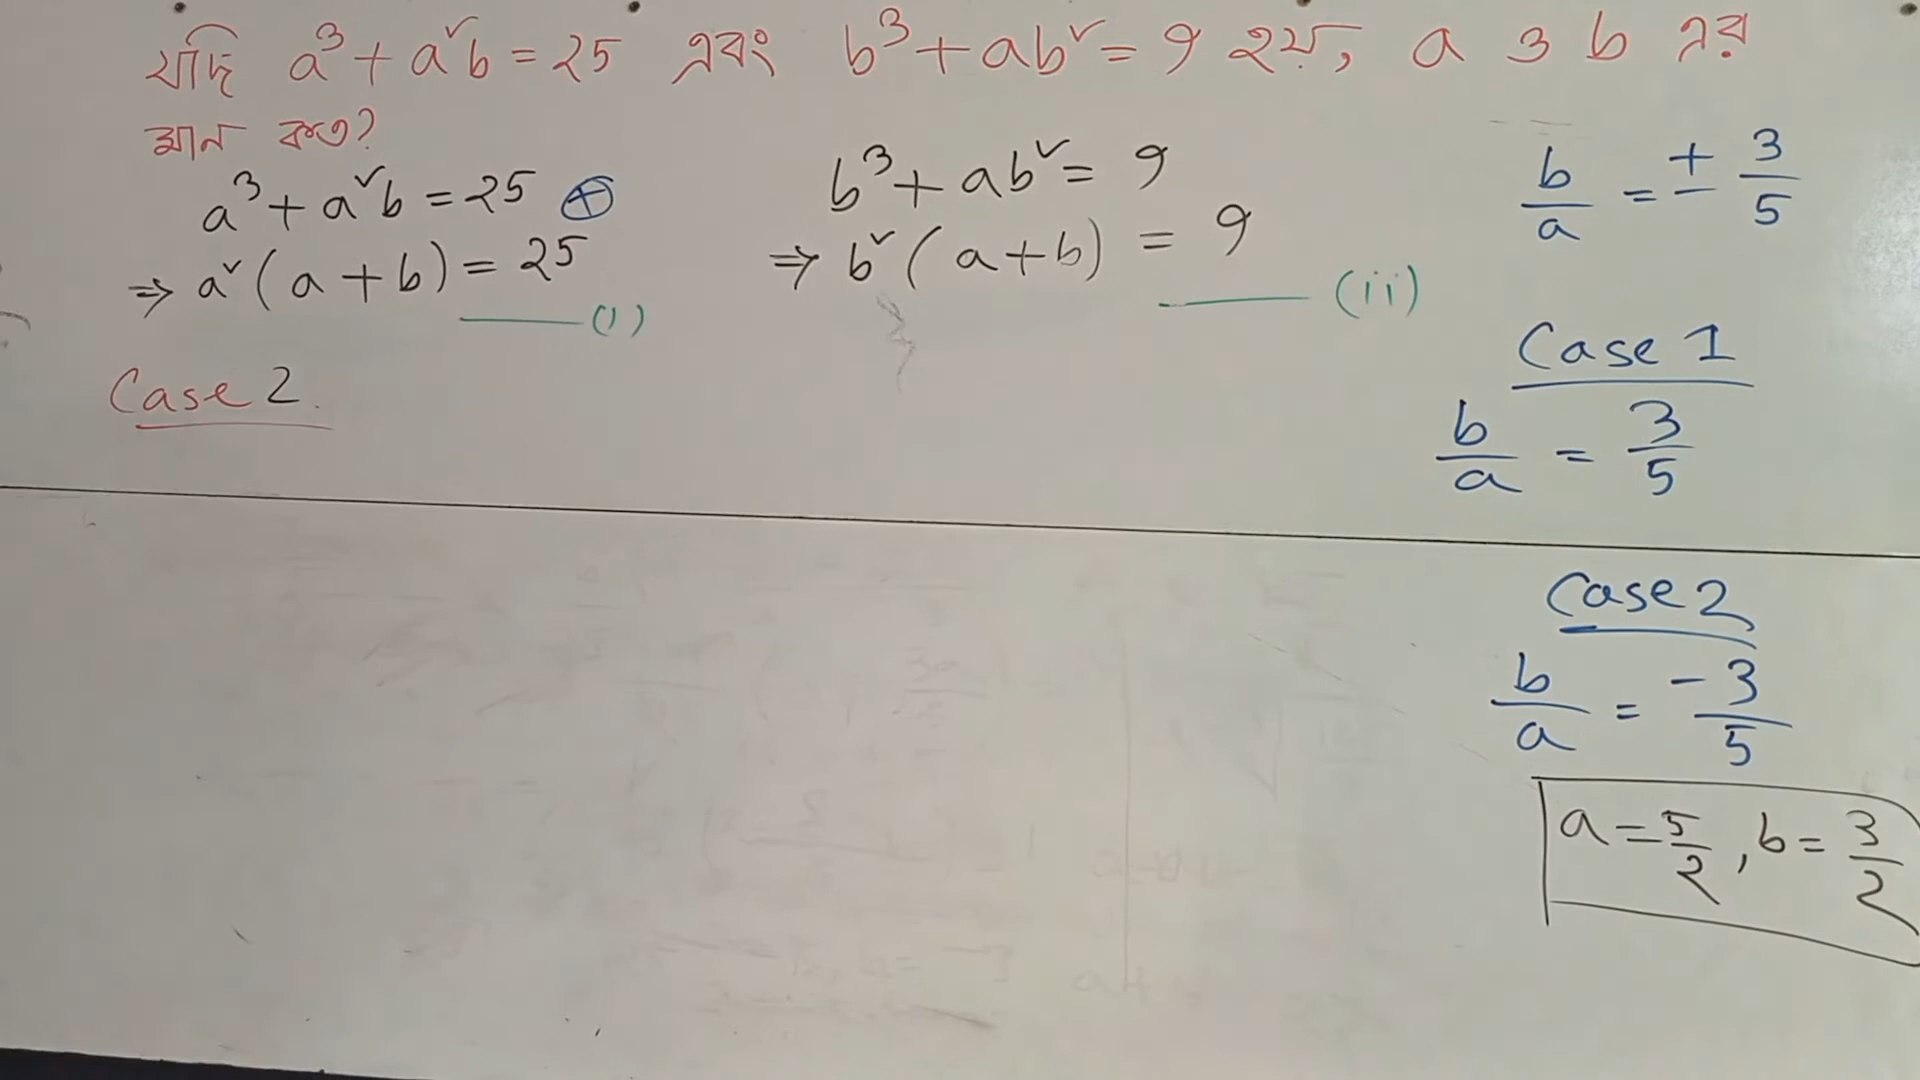 যদি a³ + a²b = 25 এবং b³ + ab² = 9 হয়, a ও b এর
মান কত?
a³ + a²b = 25 ⊕
⇒ a²(a + b) = 25 —— (i)
b³ + ab² = 9
⇒ b²(a + b) = 9 —— (ii)
b/a = ± 3/5
Case 1
b/a = 3/5
Case 2.
Case 2
b/a = -3/5
a = 5/2, b = 3/2